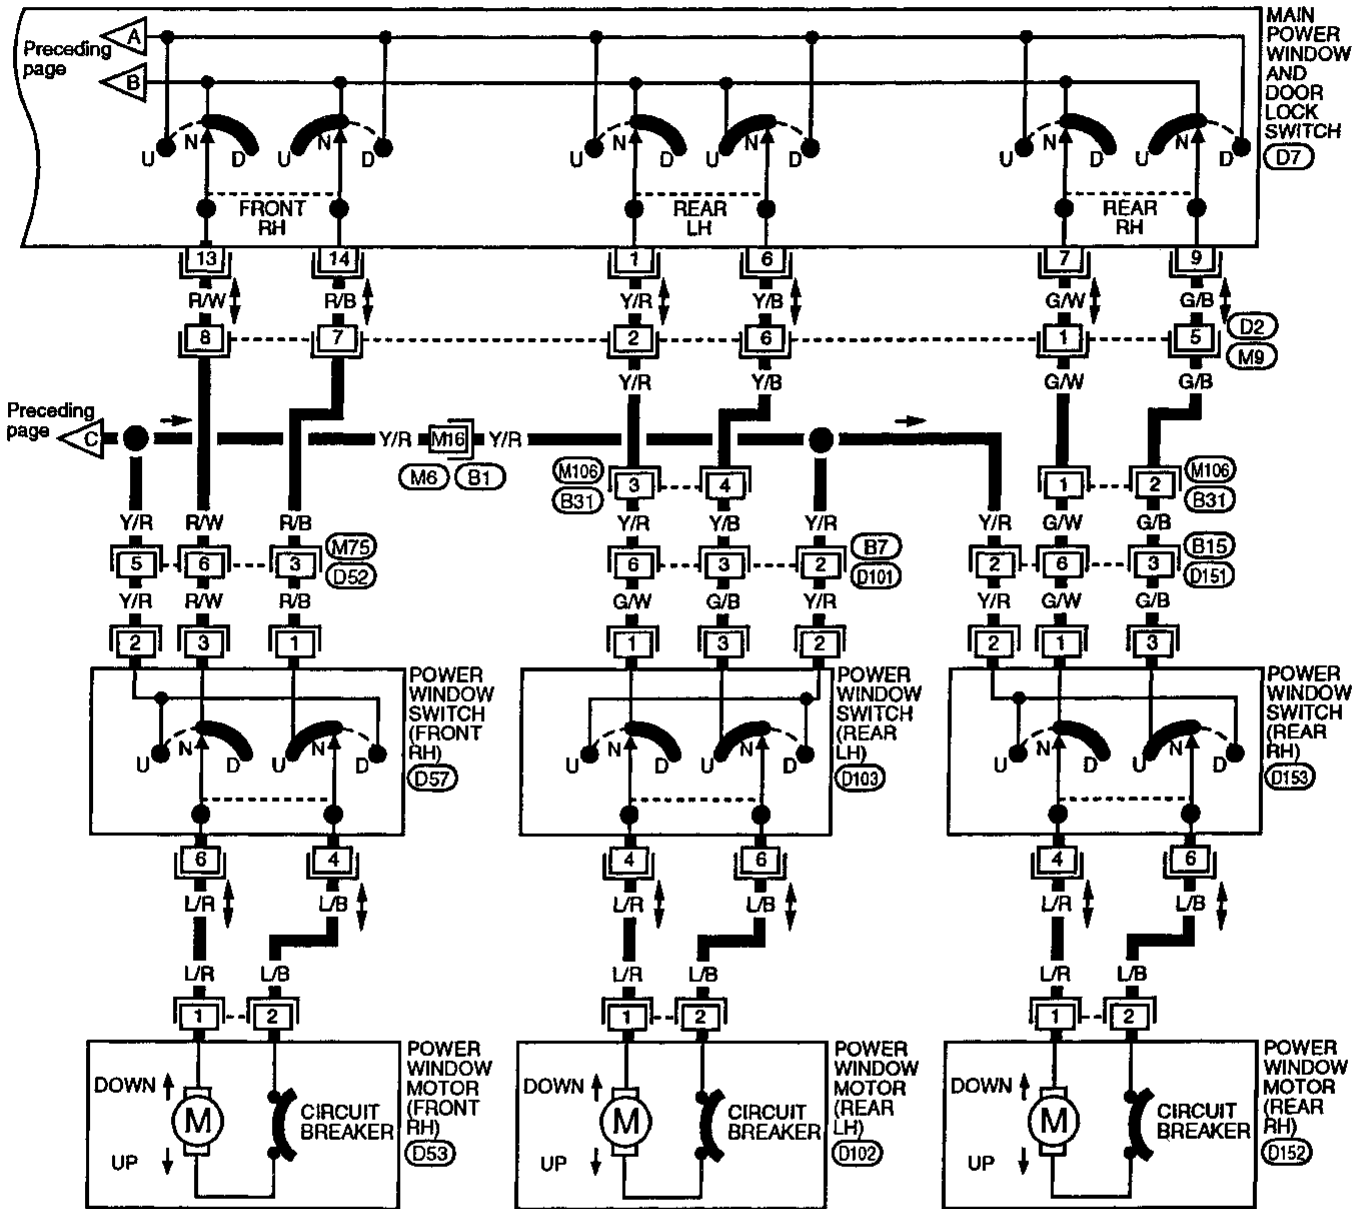 MAIN
POWER
WINDOW
AND
DOOR
LOCK
SWITCH
D7
Preceding
page
A
B
U N D U N D U N D U N D U N D U N D
FRONT
RH
REAR
LH
REAR
RH
13 14 1 6 7 9
R/W R/B Y/R Y/B G/W G/B
8 7 2 6 1 5
D2
M9
Y/R Y/B G/W G/B
Preceding
page
C
Y/R M16 Y/R
M6 B1
M106
B31
3 4 1 2
M106
B31
Y/R R/W R/B Y/R Y/B Y/R Y/R G/W G/B
5 6 3
M75
D52
6 3 2
B7
D101
2 6 3
B15
D151
Y/R R/W R/B G/W G/B Y/R Y/R G/W G/B
2 3 1 1 3 2 2 1 3
POWER
WINDOW
SWITCH
(FRONT
RH)
D57
POWER
WINDOW
SWITCH
(REAR
LH)
D103
POWER
WINDOW
SWITCH
(REAR
RH)
D153
U N D U N D U N D U N D U N D U N D
6 4 4 6 4 6
L/R L/B L/R L/B L/R L/B
L/R L/B L/R L/B L/R L/B
1 2 1 2 1 2
DOWN
M
UP
CIRCUIT
BREAKER
POWER
WINDOW
MOTOR
(FRONT
RH)
D53
DOWN
M
UP
CIRCUIT
BREAKER
POWER
WINDOW
MOTOR
(REAR
LH)
D102
DOWN
M
UP
CIRCUIT
BREAKER
POWER
WINDOW
MOTOR
(REAR
RH)
D152